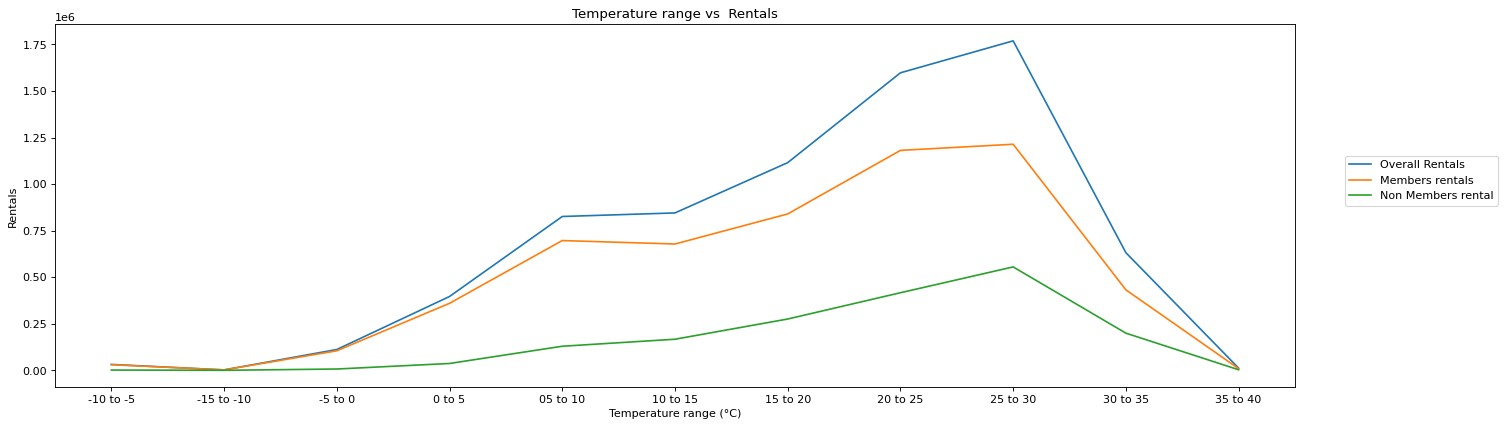 Temperature range vs  Rentals
1e6
1.75
1.50
1.25
1.00
0.75
0.50
0.25
0.00
Rentals
-10 to -5
-15 to -10
-5 to 0
0 to 5
05 to 10
10 to 15
15 to 20
20 to 25
25 to 30
30 to 35
35 to 40
Temperature range (°C)
Overall Rentals
Members rentals
Non Members rental